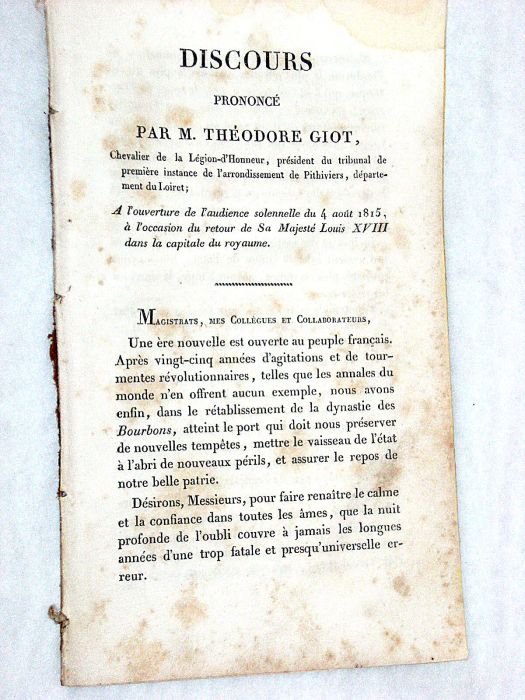 DISCOURS
PRONONCÉ
PAR M. THÉODORE GIOT,
Chevalier de la Légion-d'Honneur, président du tribunal de
première instance de l'arrondissement de Pithiviers, départe-
ment du Loiret;
A l'ouverture de l'audience solennelle du 4 août 1815,
à l'occasion du retour de Sa Majesté Louis XVIII
dans la capitale du royaume.
Magistrats, mes Collègues et Collaborateurs,
Une ère nouvelle est ouverte au peuple français.
Après vingt-cinq années d'agitations et de tour-
mentes révolutionnaires, telles que les annales du
monde n'en offrent aucun exemple, nous avons
enfin, dans le rétablissement de la dynastie des
Bourbons, atteint le port qui doit nous préserver
de nouvelles tempêtes, mettre le vaisseau de l'état
à l'abri de nouveaux périls, et assurer le repos de
notre belle patrie.
Désirons, Messieurs, pour faire renaître le calme
et la confiance dans toutes les âmes, que la nuit
profonde de l'oubli couvre à jamais les longues
années d'une trop fatale et presqu'universelle er-
reur.